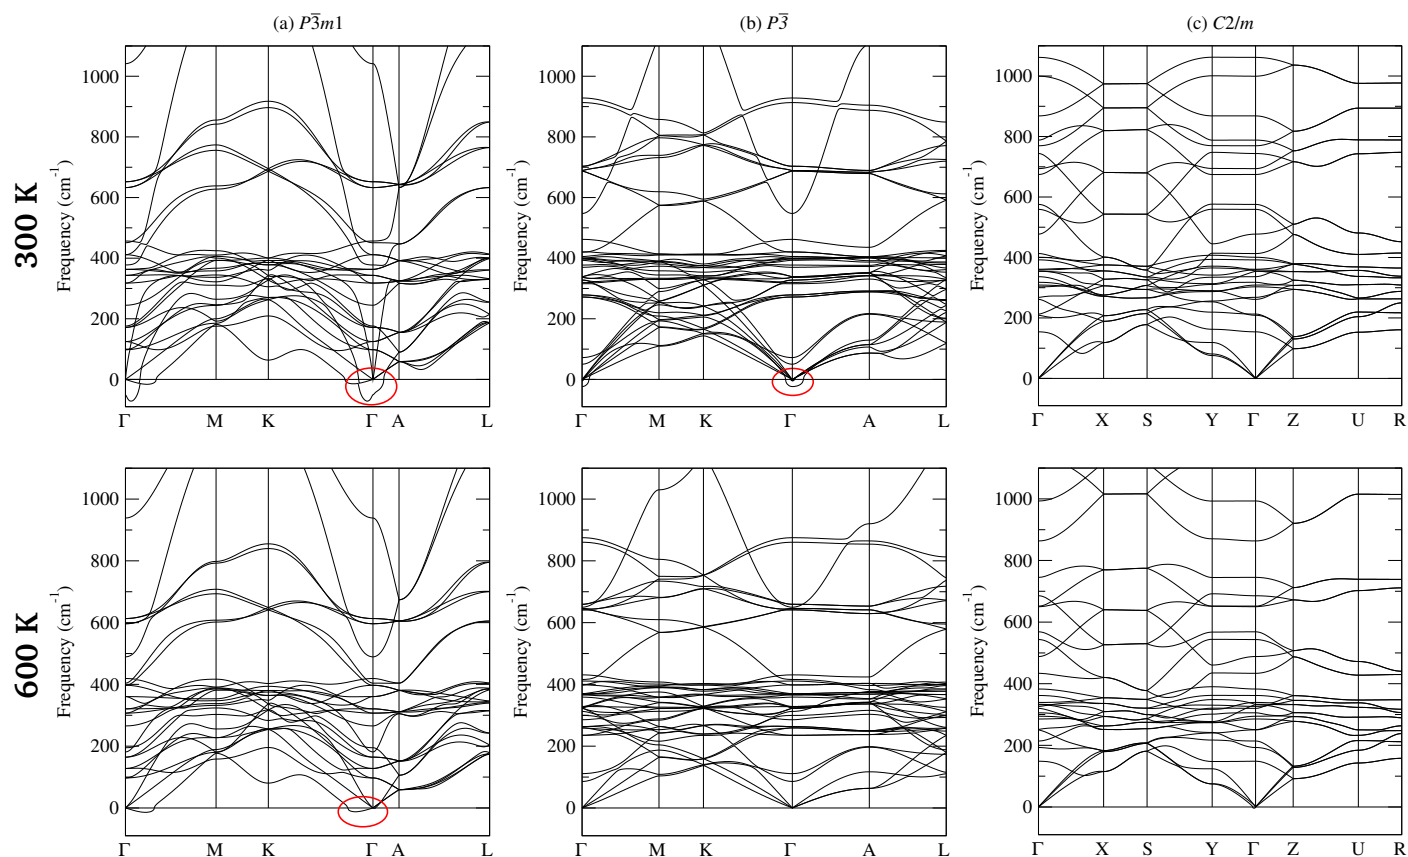 (a) P3̅m1
(b) P3̅
(c) C2/m
300 K
Frequency (cm⁻¹)
1000
800
600
400
200
0
Γ M K Γ A L
Frequency (cm⁻¹)
1000
800
600
400
200
0
Γ M K Γ A L
Frequency (cm⁻¹)
1000
800
600
400
200
0
Γ X S Y Γ Z U R
600 K
Frequency (cm⁻¹)
1000
800
600
400
200
0
Γ M K Γ A L
Frequency (cm⁻¹)
1000
800
600
400
200
0
Γ M K Γ A L
Frequency (cm⁻¹)
1000
800
600
400
200
0
Γ X S Y Γ Z U R